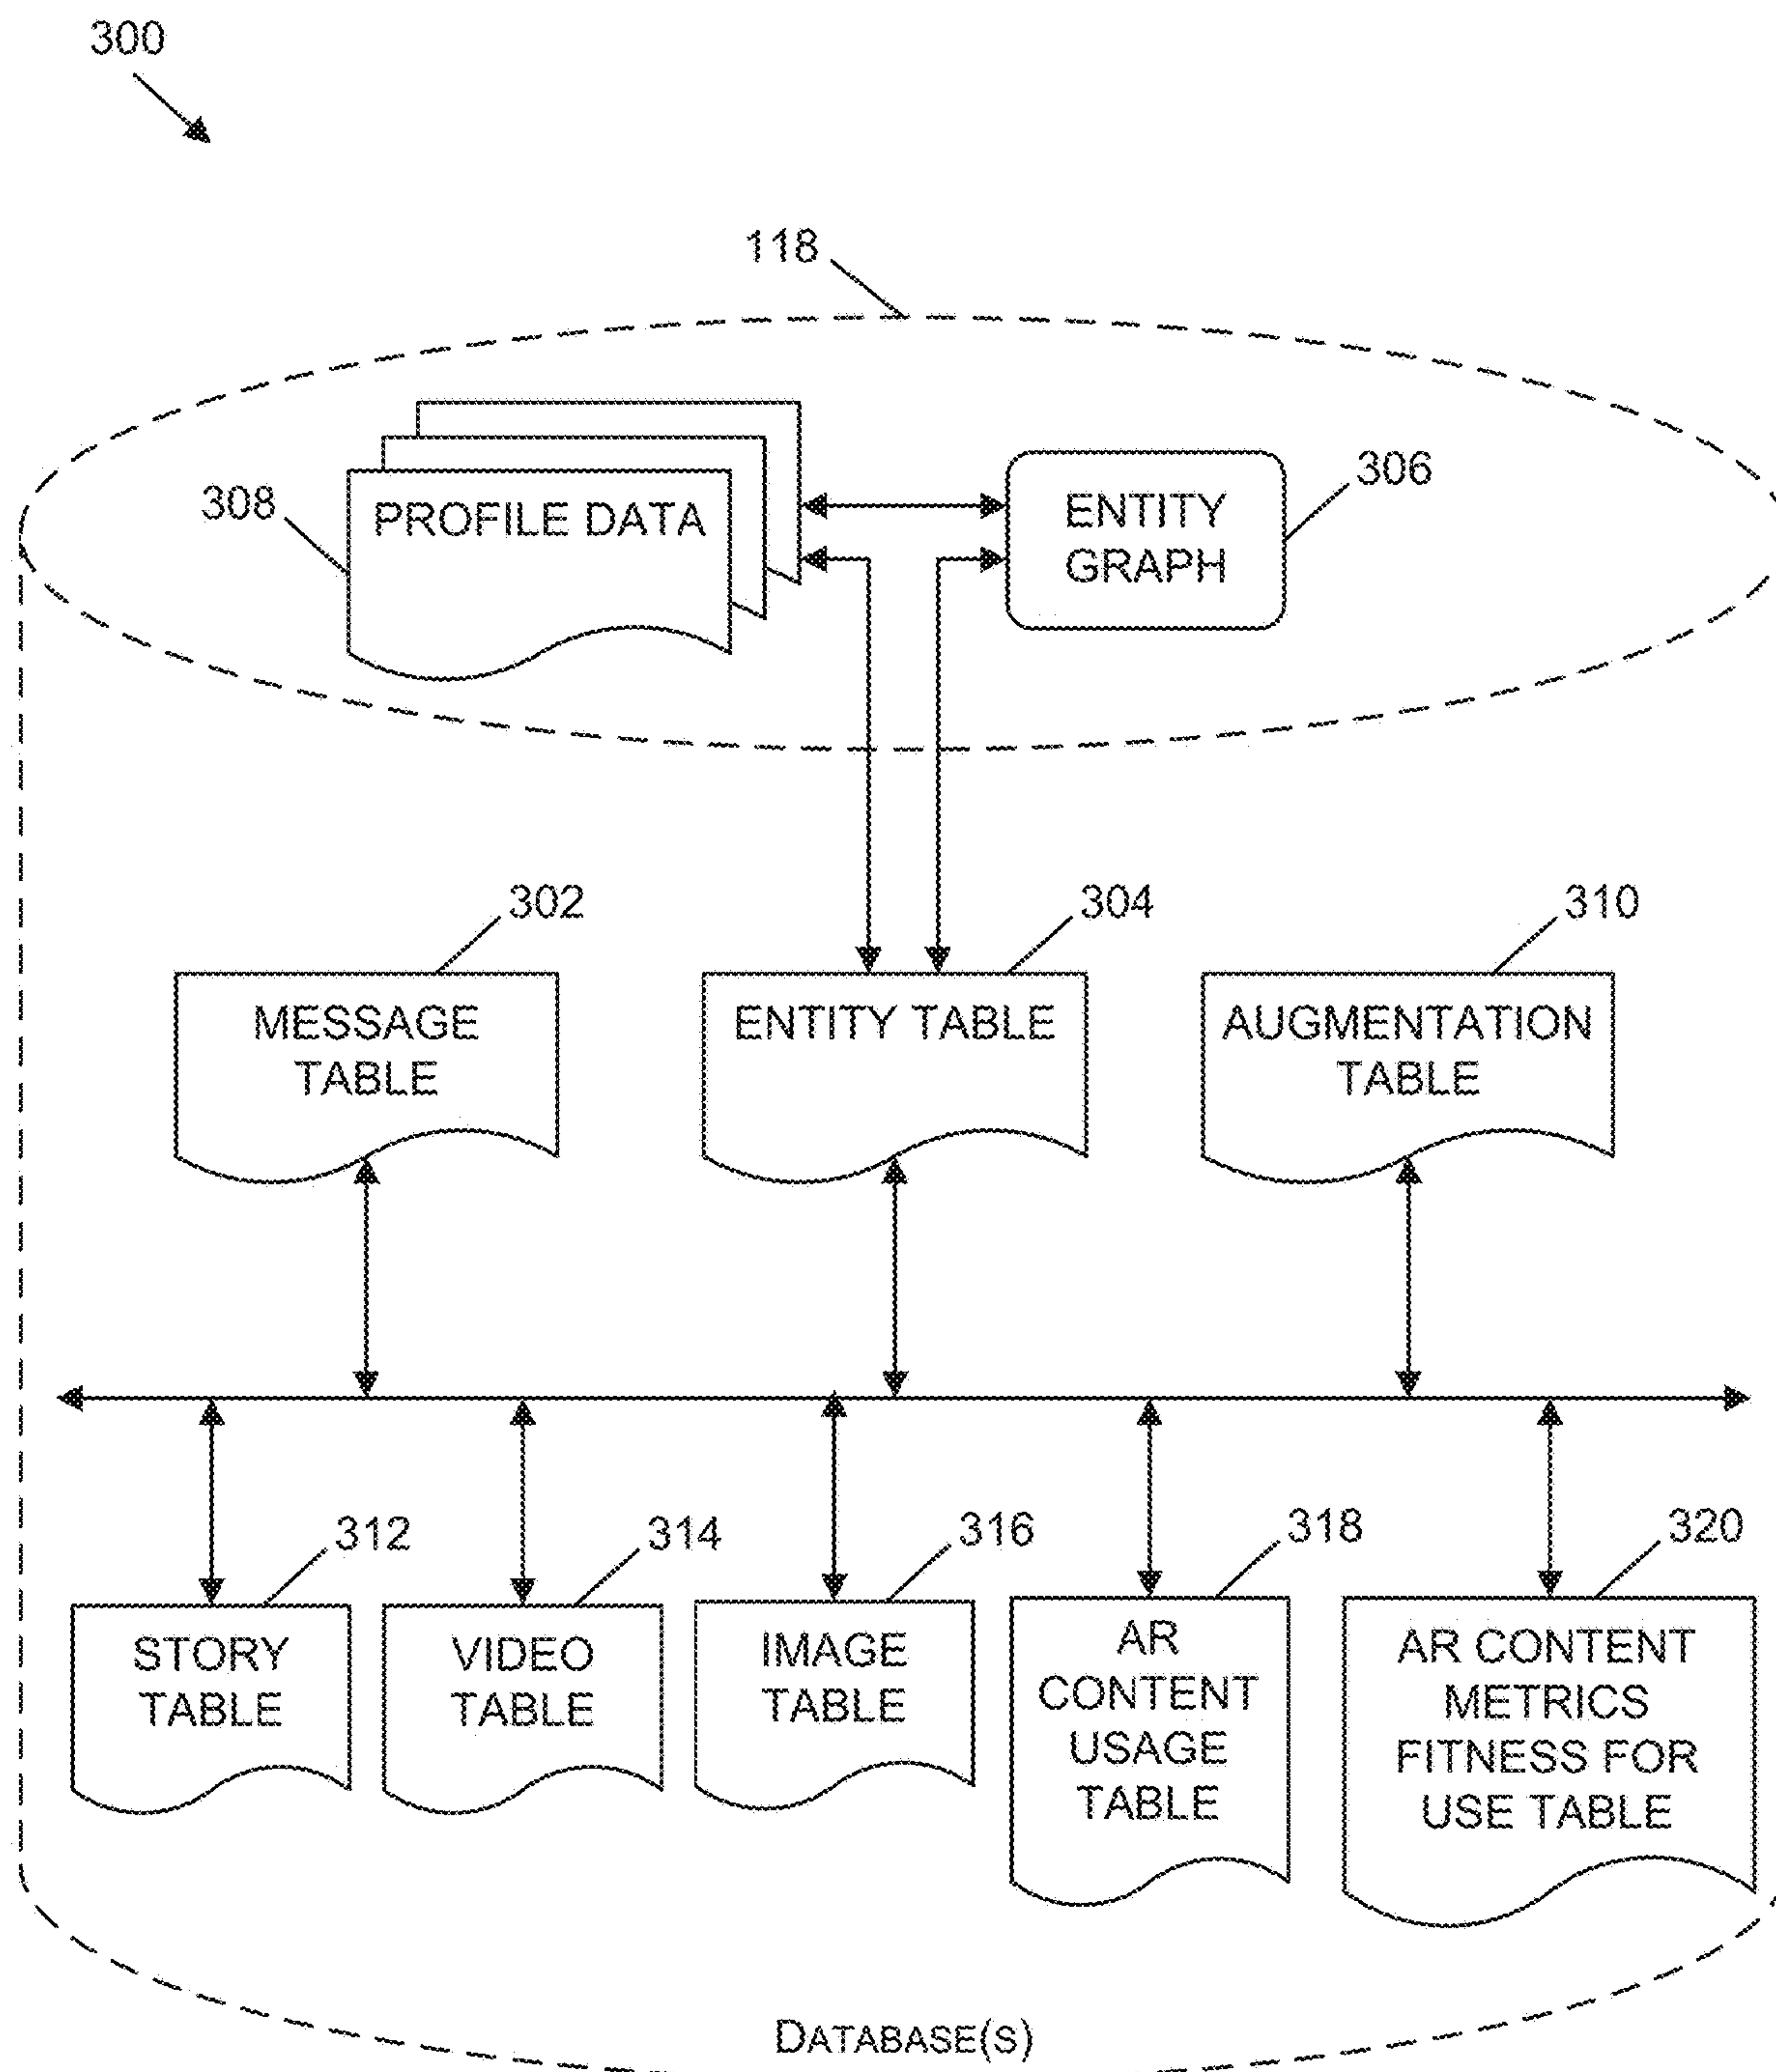 300
118
308
PROFILE DATA
306
ENTITY
GRAPH
302
304
310
MESSAGE
TABLE
ENTITY TABLE
AUGMENTATION
TABLE
312
314
316
318
320
STORY
TABLE
VIDEO
TABLE
IMAGE
TABLE
AR
CONTENT
USAGE
TABLE
AR CONTENT
METRICS
FITNESS FOR
USE TABLE
DATABASE(S)